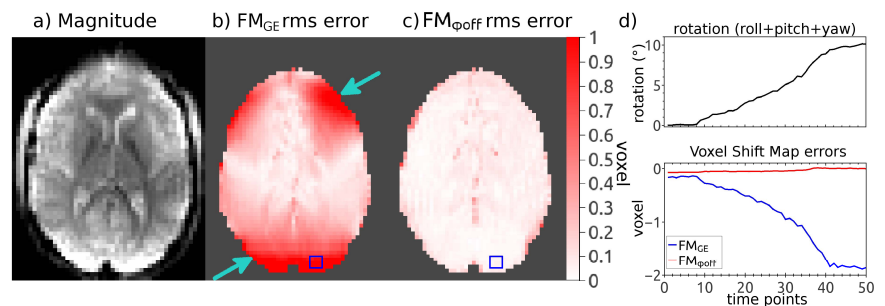 a) Magnitude
b) FM_GE rms error
c) FM_φoff rms error
d)
1
0.9
0.8
0.7
0.6
0.5
0.4
0.3
0.2
0.1
0
voxel
rotation (roll+pitch+yaw)
rotation (°)
10
5
0
Voxel Shift Map errors
voxel
0
−1
−2
FM_GE
FM_φoff
0 10 20 30 40 50
time points